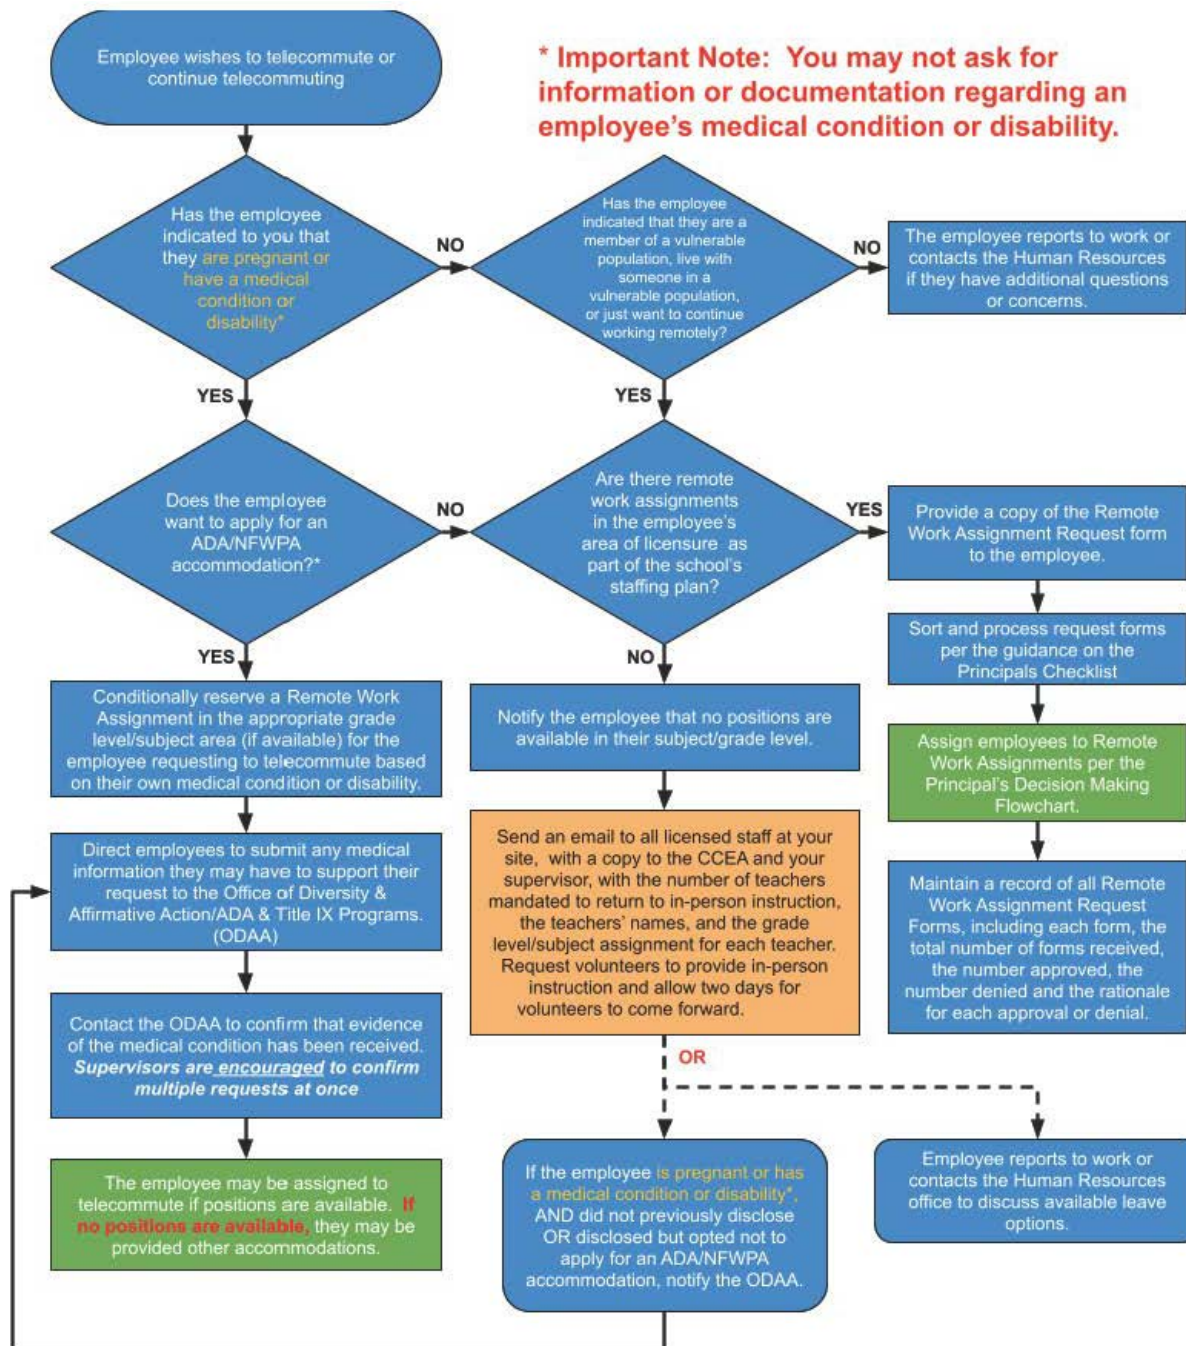 Employee wishes to telecommute or
continue telecommuting
* Important Note:  You may not ask for
information or documentation regarding an
employee's medical condition or disability.
Has the employee
indicated to you that
they are pregnant or
have a medical
condition or
disability*
NO
Has the employee
indicated that they are a
member of a vulnerable
population, live with
someone in a
vulnerable population,
or just want to continue
working remotely?
NO
The employee reports to work or
contacts the Human Resources
if they have additional questions
or concerns.
YES
YES
Does the employee
want to apply for an
ADA/NFWPA
accommodation?*
NO
Are there remote
work assignments
in the employee's
area of licensure as
part of the school's
staffing plan?
YES
Provide a copy of the Remote
Work Assignment Request form
to the employee.
Sort and process request forms
per the guidance on the
Principals Checklist
Assign employees to Remote
Work Assignments per the
Principal's Decision Making
Flowchart.
Maintain a record of all Remote
Work Assignment Request
Forms, including each form, the
total number of forms received,
the number approved, the
number denied and the rationale
for each approval or denial.
YES
NO
Conditionally reserve a Remote Work
Assignment in the appropriate grade
level/subject area (if available) for the
employee requesting to telecommute based
on their own medical condition or disability.
Direct employees to submit any medical
information they may have to support their
request to the Office of Diversity &
Affirmative Action/ADA & Title IX Programs.
(ODAA)
Contact the ODAA to confirm that evidence
of the medical condition has been received.
Supervisors are encouraged to confirm
multiple requests at once
The employee may be assigned to
telecommute if positions are available. If
no positions are available, they may be
provided other accommodations.
Notify the employee that no positions are
available in their subject/grade level.
Send an email to all licensed staff at your
site, with a copy to the CCEA and your
supervisor, with the number of teachers
mandated to return to in-person instruction,
the teachers' names, and the grade
level/subject assignment for each teacher.
Request volunteers to provide in-person
instruction and allow two days for
volunteers to come forward.
OR
If the employee is pregnant or has
a medical condition or disability*,
AND did not previously disclose
OR disclosed but opted not to
apply for an ADA/NFWPA
accommodation, notify the ODAA.
Employee reports to work or
contacts the Human Resources
office to discuss available leave
options.